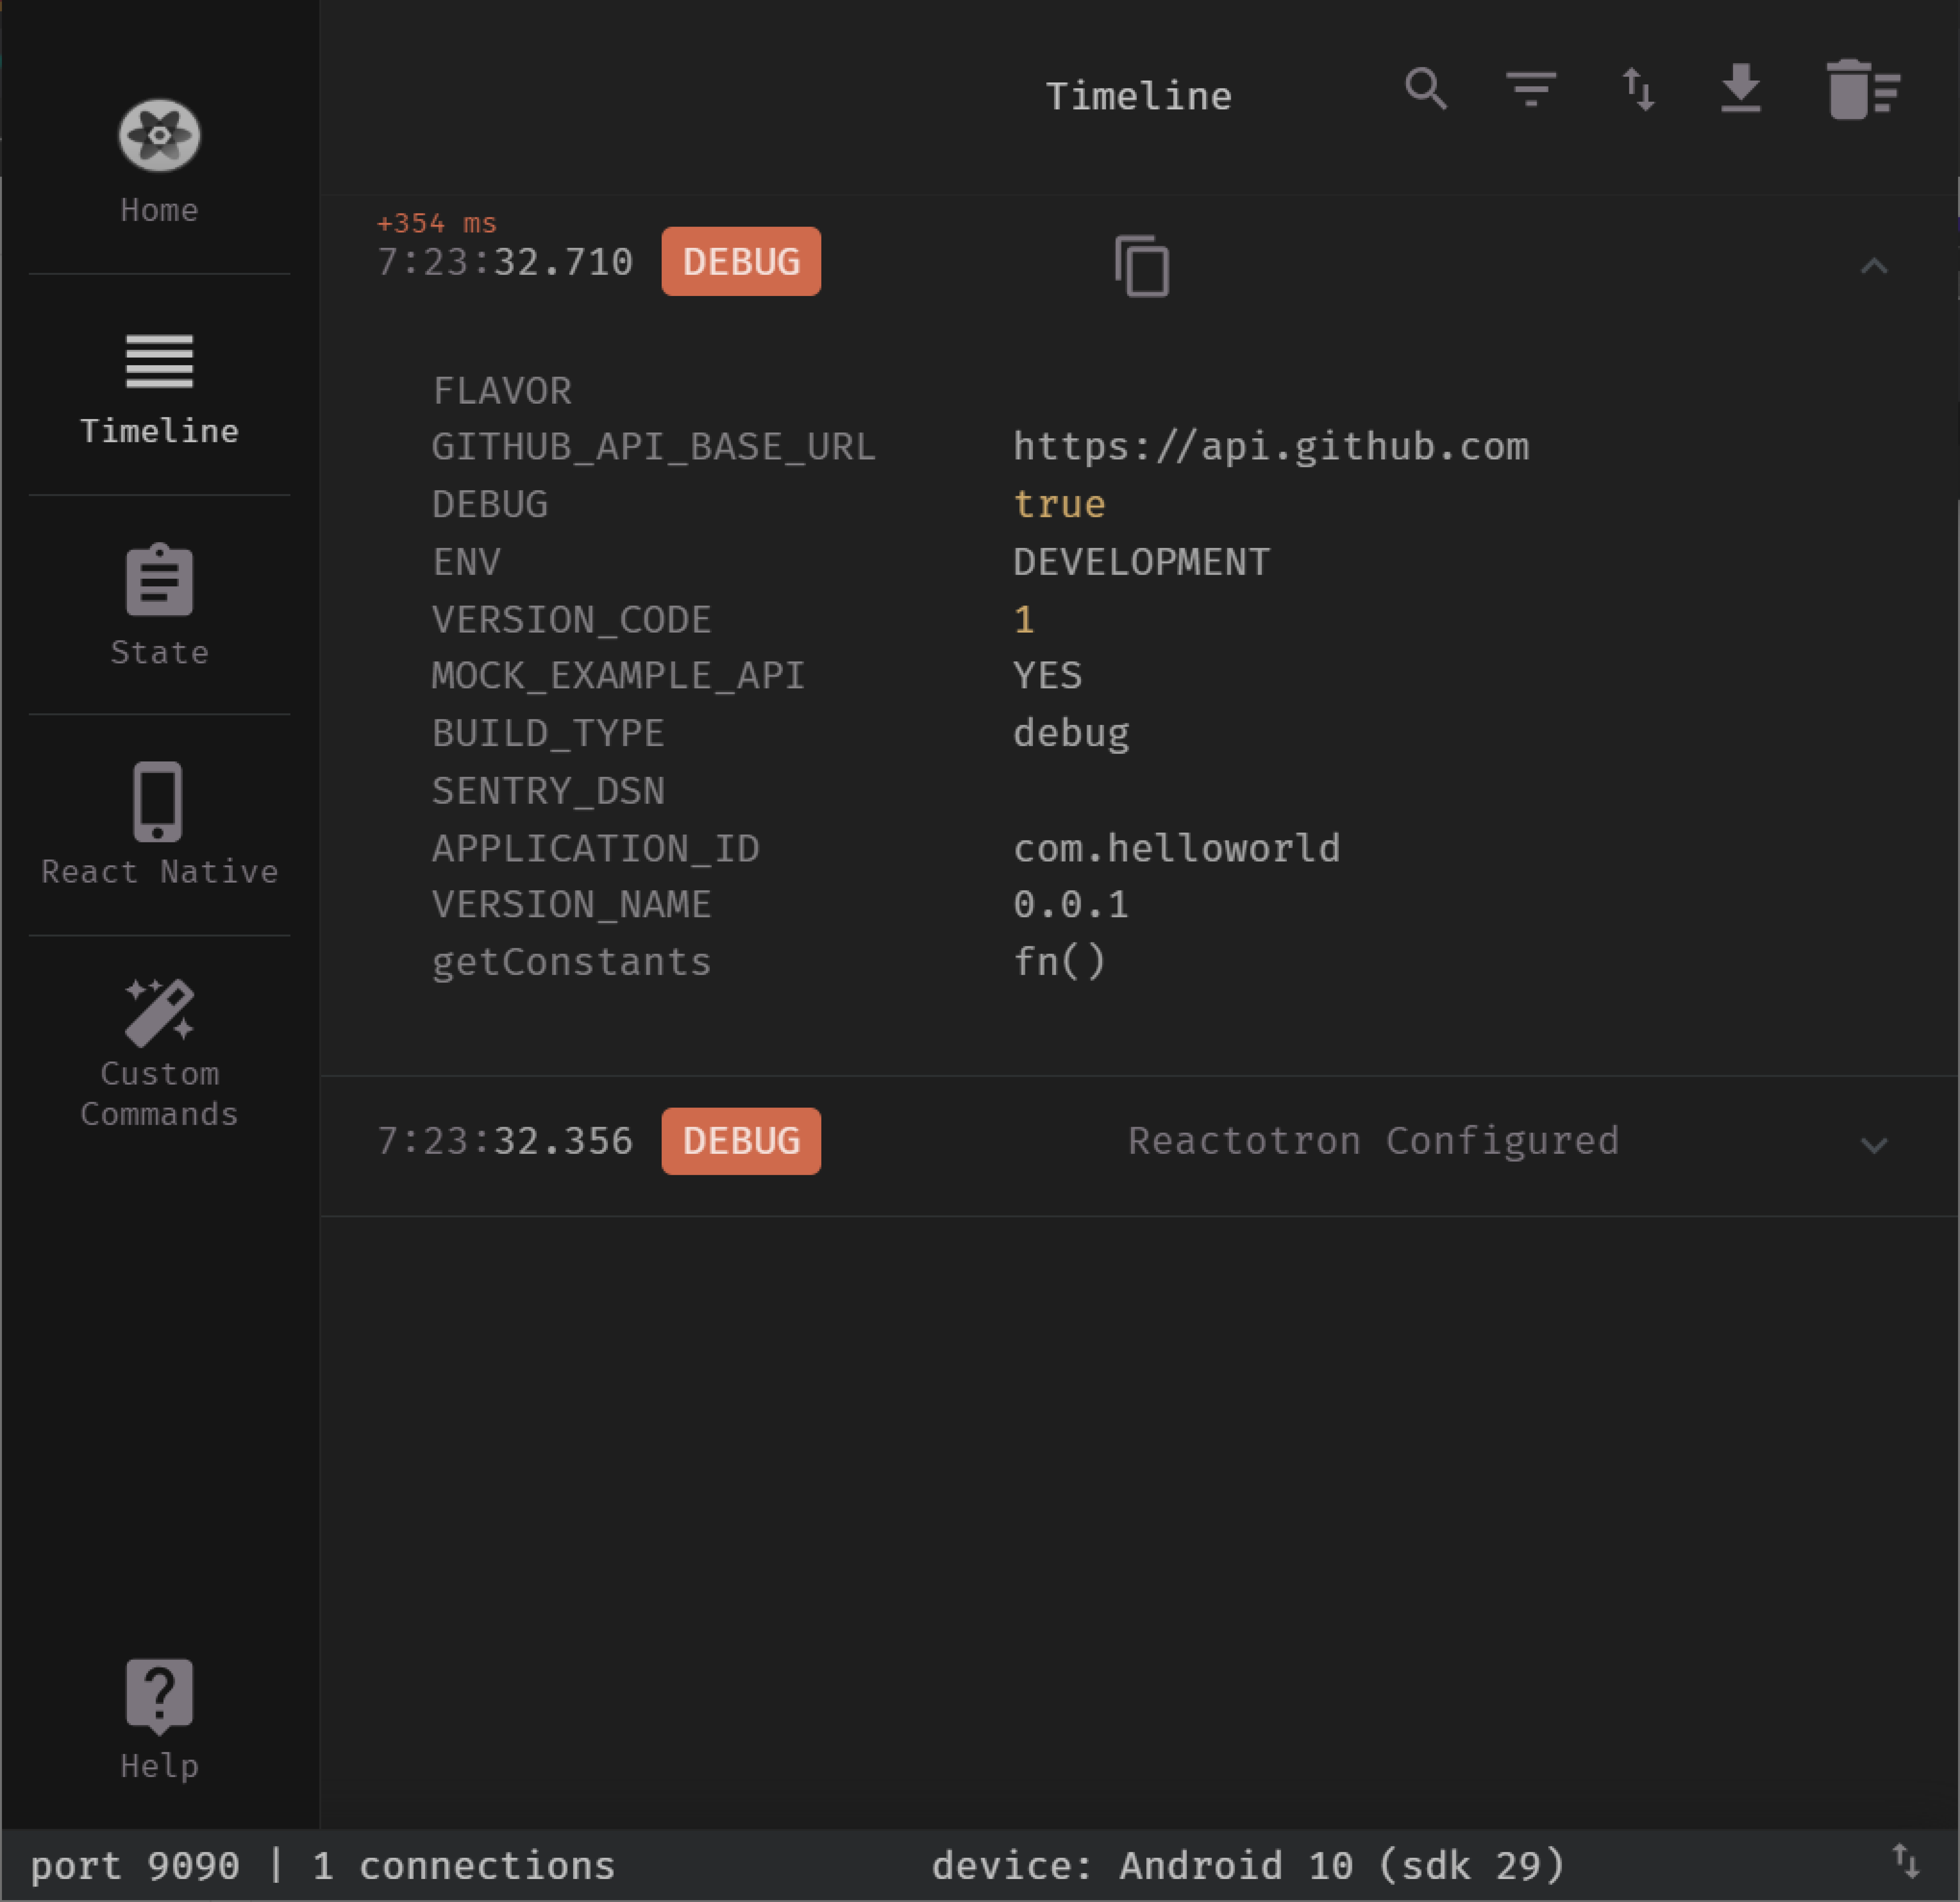 Home
Timeline
State
React Native
Custom
Commands
Help
Timeline
+354 ms
7:23:32.710 DEBUG
FLAVOR
GITHUB_API_BASE_URL https://api.github.com
DEBUG true
ENV DEVELOPMENT
VERSION_CODE 1
MOCK_EXAMPLE_API YES
BUILD_TYPE debug
SENTRY_DSN
APPLICATION_ID com.helloworld
VERSION_NAME 0.0.1
getConstants fn()
7:23:32.356 DEBUG Reactotron Configured
port 9090 | 1 connections device: Android 10 (sdk 29)